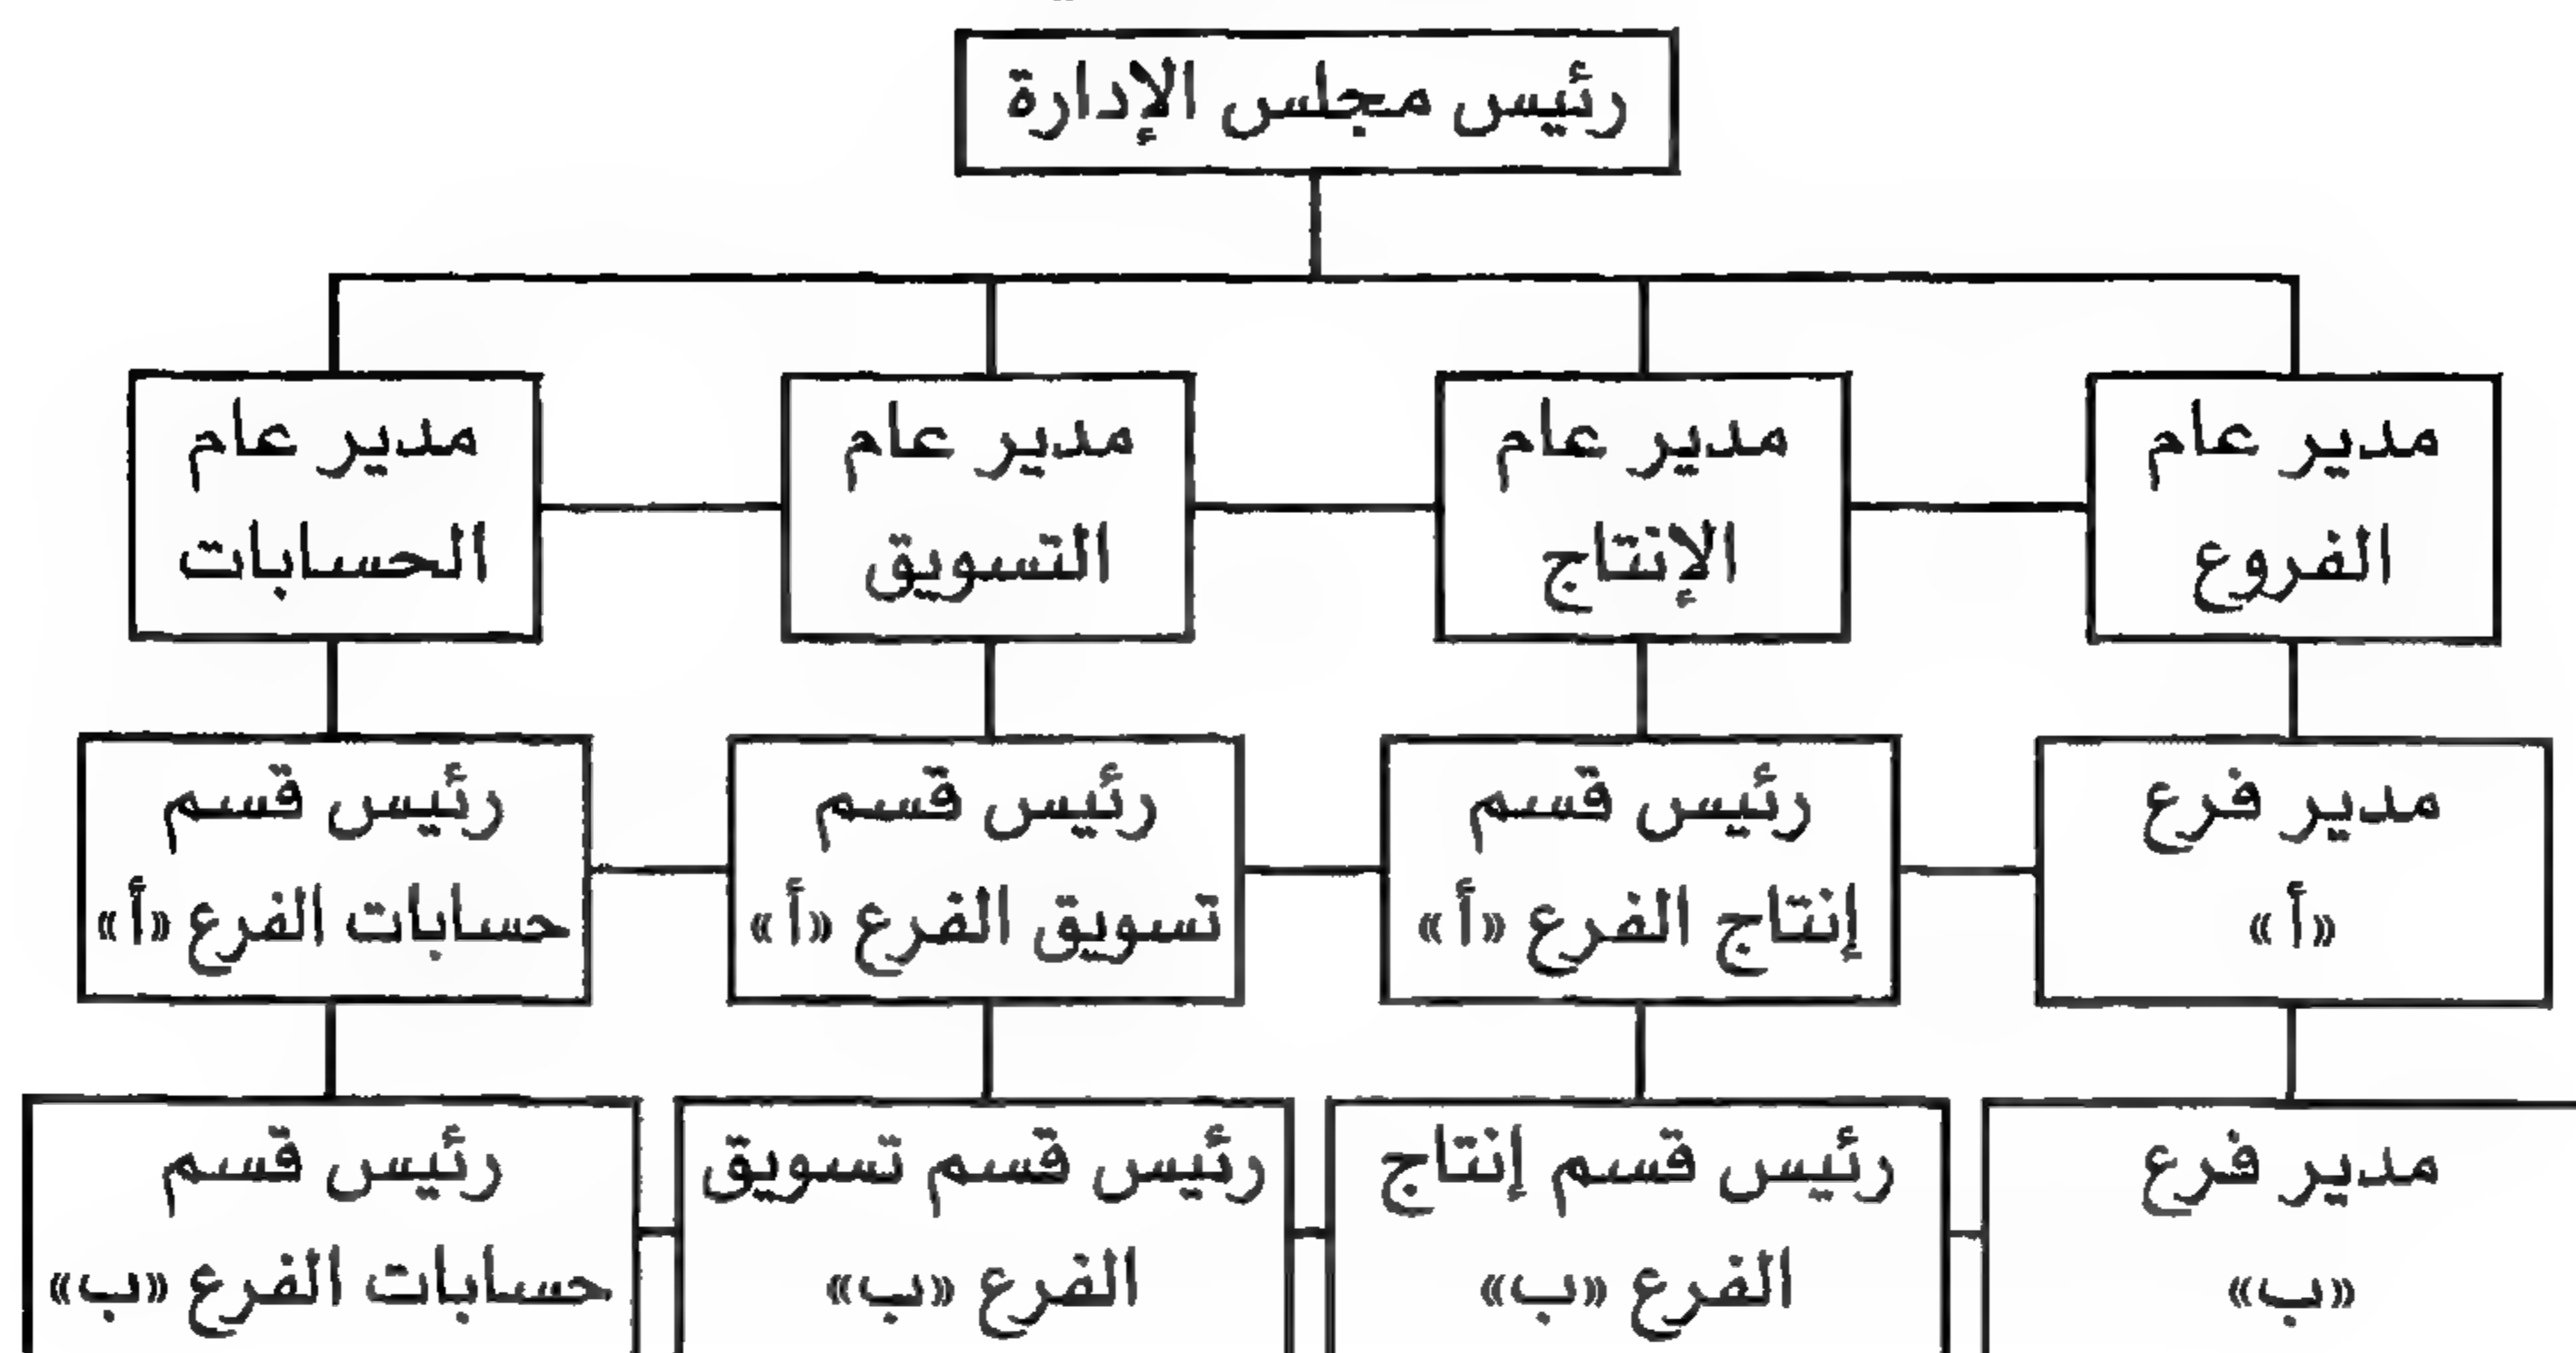 رئيس مجلس الإدارة
مدير عام
الفروع
مدير عام
الإنتاج
مدير عام
التسويق
مدير عام
الحسابات
مدير فرع
«أ»
رئيس قسم
إنتاج الفرع «أ»
رئيس قسم
تسويق الفرع «أ»
رئيس قسم
حسابات الفرع «أ»
مدير فرع
«ب»
رئيس قسم إنتاج
الفرع «ب»
رئيس قسم تسويق
الفرع «ب»
رئيس قسم
حسابات الفرع «ب»